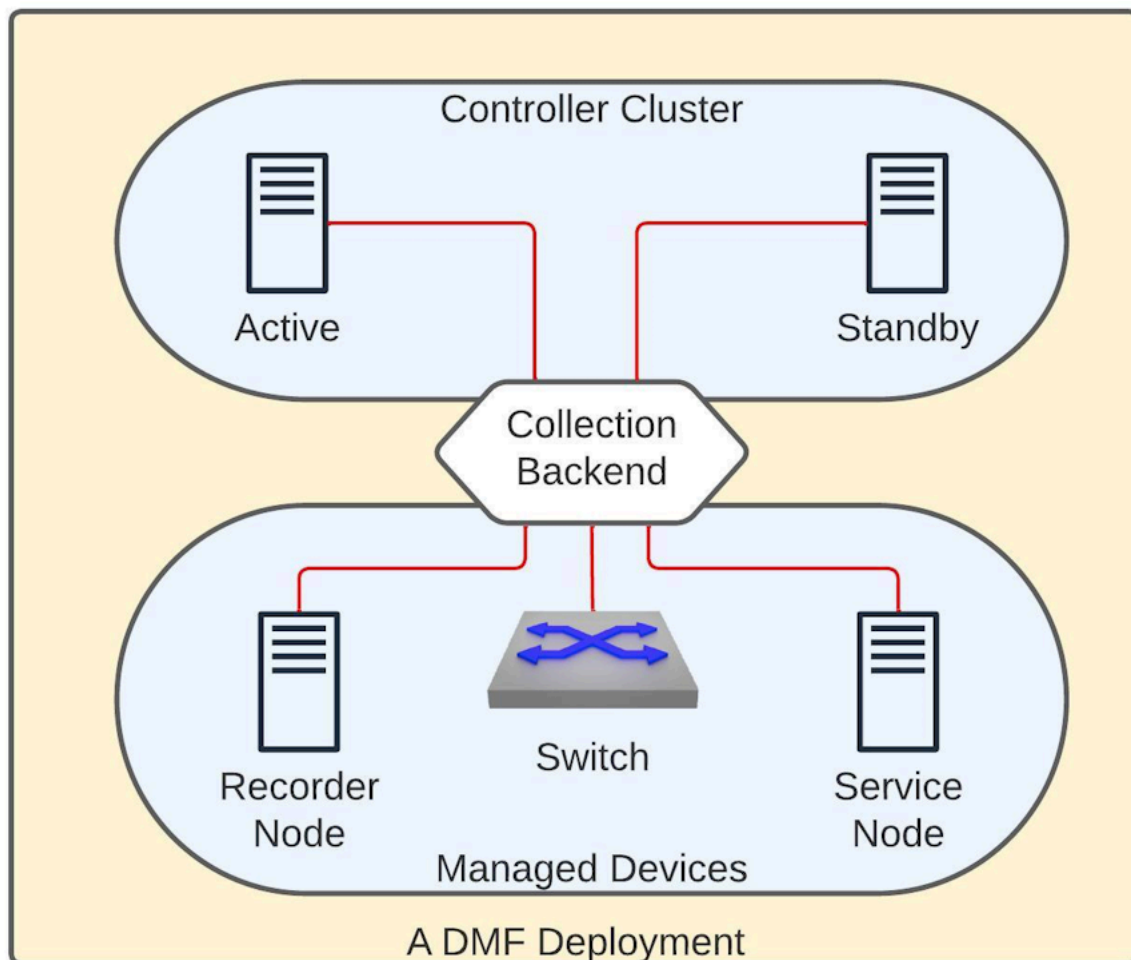 Controller Cluster
Active
Standby
Collection
Backend
Switch
Recorder
Node
Service
Node
Managed Devices
A DMF Deployment